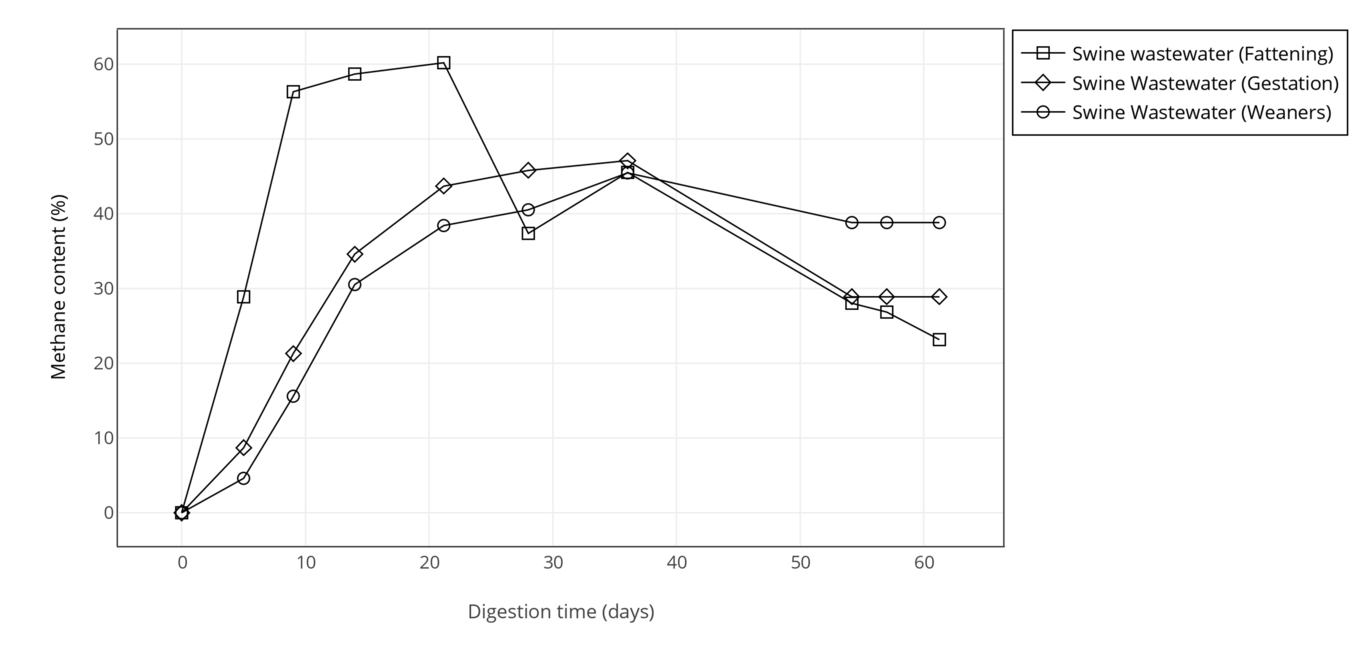 Swine wastewater (Fattening)
Swine Wastewater (Gestation)
Swine Wastewater (Weaners)
Methane content (%)
60
50
40
30
20
10
0
0 10 20 30 40 50 60
Digestion time (days)